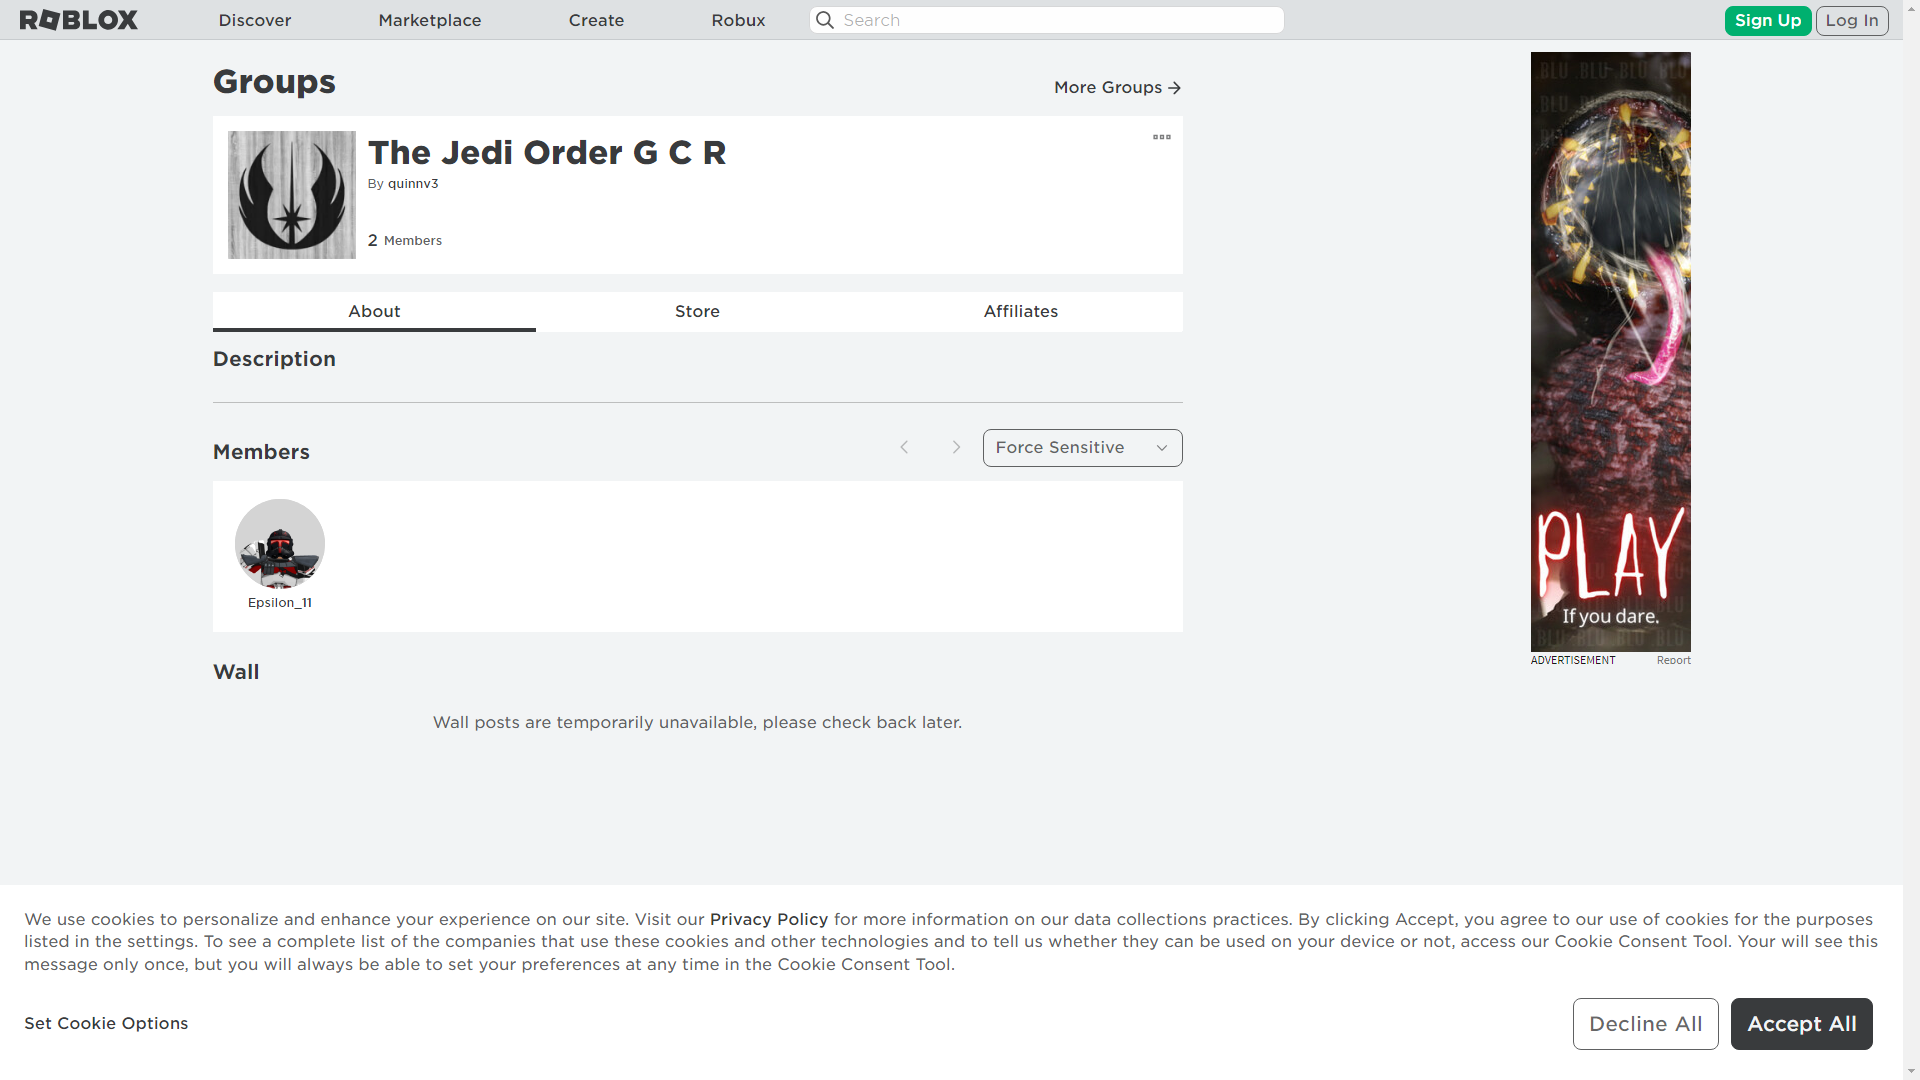 ROBLOX
Discover
Marketplace
Create
Robux
Search
Sign Up
Log In
Groups
More Groups
The Jedi Order G C R
By quinnv3
2 Members
About
Store
Affiliates
Description
Members
Force Sensitive
Epsilon_11
Wall
Wall posts are temporarily unavailable, please check back later.
PLAY
If you dare.
ADVERTISEMENT
Report
We use cookies to personalize and enhance your experience on our site. Visit our Privacy Policy for more information on our data collections practices. By clicking Accept, you agree to our use of cookies for the purposes
listed in the settings. To see a complete list of the companies that use these cookies and other technologies and to tell us whether they can be used on your device or not, access our Cookie Consent Tool. Your will see this
message only once, but you will always be able to set your preferences at any time in the Cookie Consent Tool.
Set Cookie Options
Decline All
Accept All